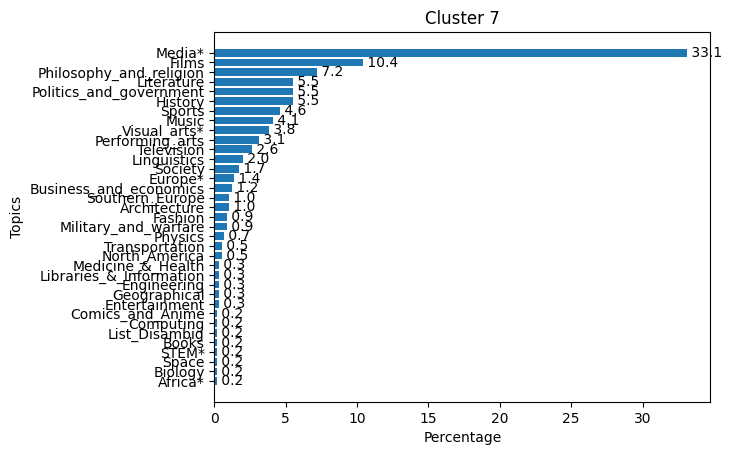 Cluster 7
Media* 33.1
Films 10.4
Philosophy_and_religion 7.2
Literature 5.5
Politics_and_government 5.5
History 5.5
Sports 4.6
Music 4.1
Visual_arts* 3.8
Performing_arts 3.1
Television 2.6
Linguistics 2.0
Society 1.7
Europe* 1.4
Business_and_economics 1.2
Southern_Europe 1.0
Architecture 1.0
Fashion 0.9
Military_and_warfare 0.9
Physics 0.7
Transportation 0.5
North_America 0.5
Medicine_&_Health 0.3
Libraries_&_Information 0.3
Engineering 0.3
Geographical 0.3
Entertainment 0.3
Comics_and_Anime 0.2
Computing 0.2
List_Disambig 0.2
Books 0.2
STEM* 0.2
Space 0.2
Biology 0.2
Africa* 0.2
Topics
0 5 10 15 20 25 30
Percentage